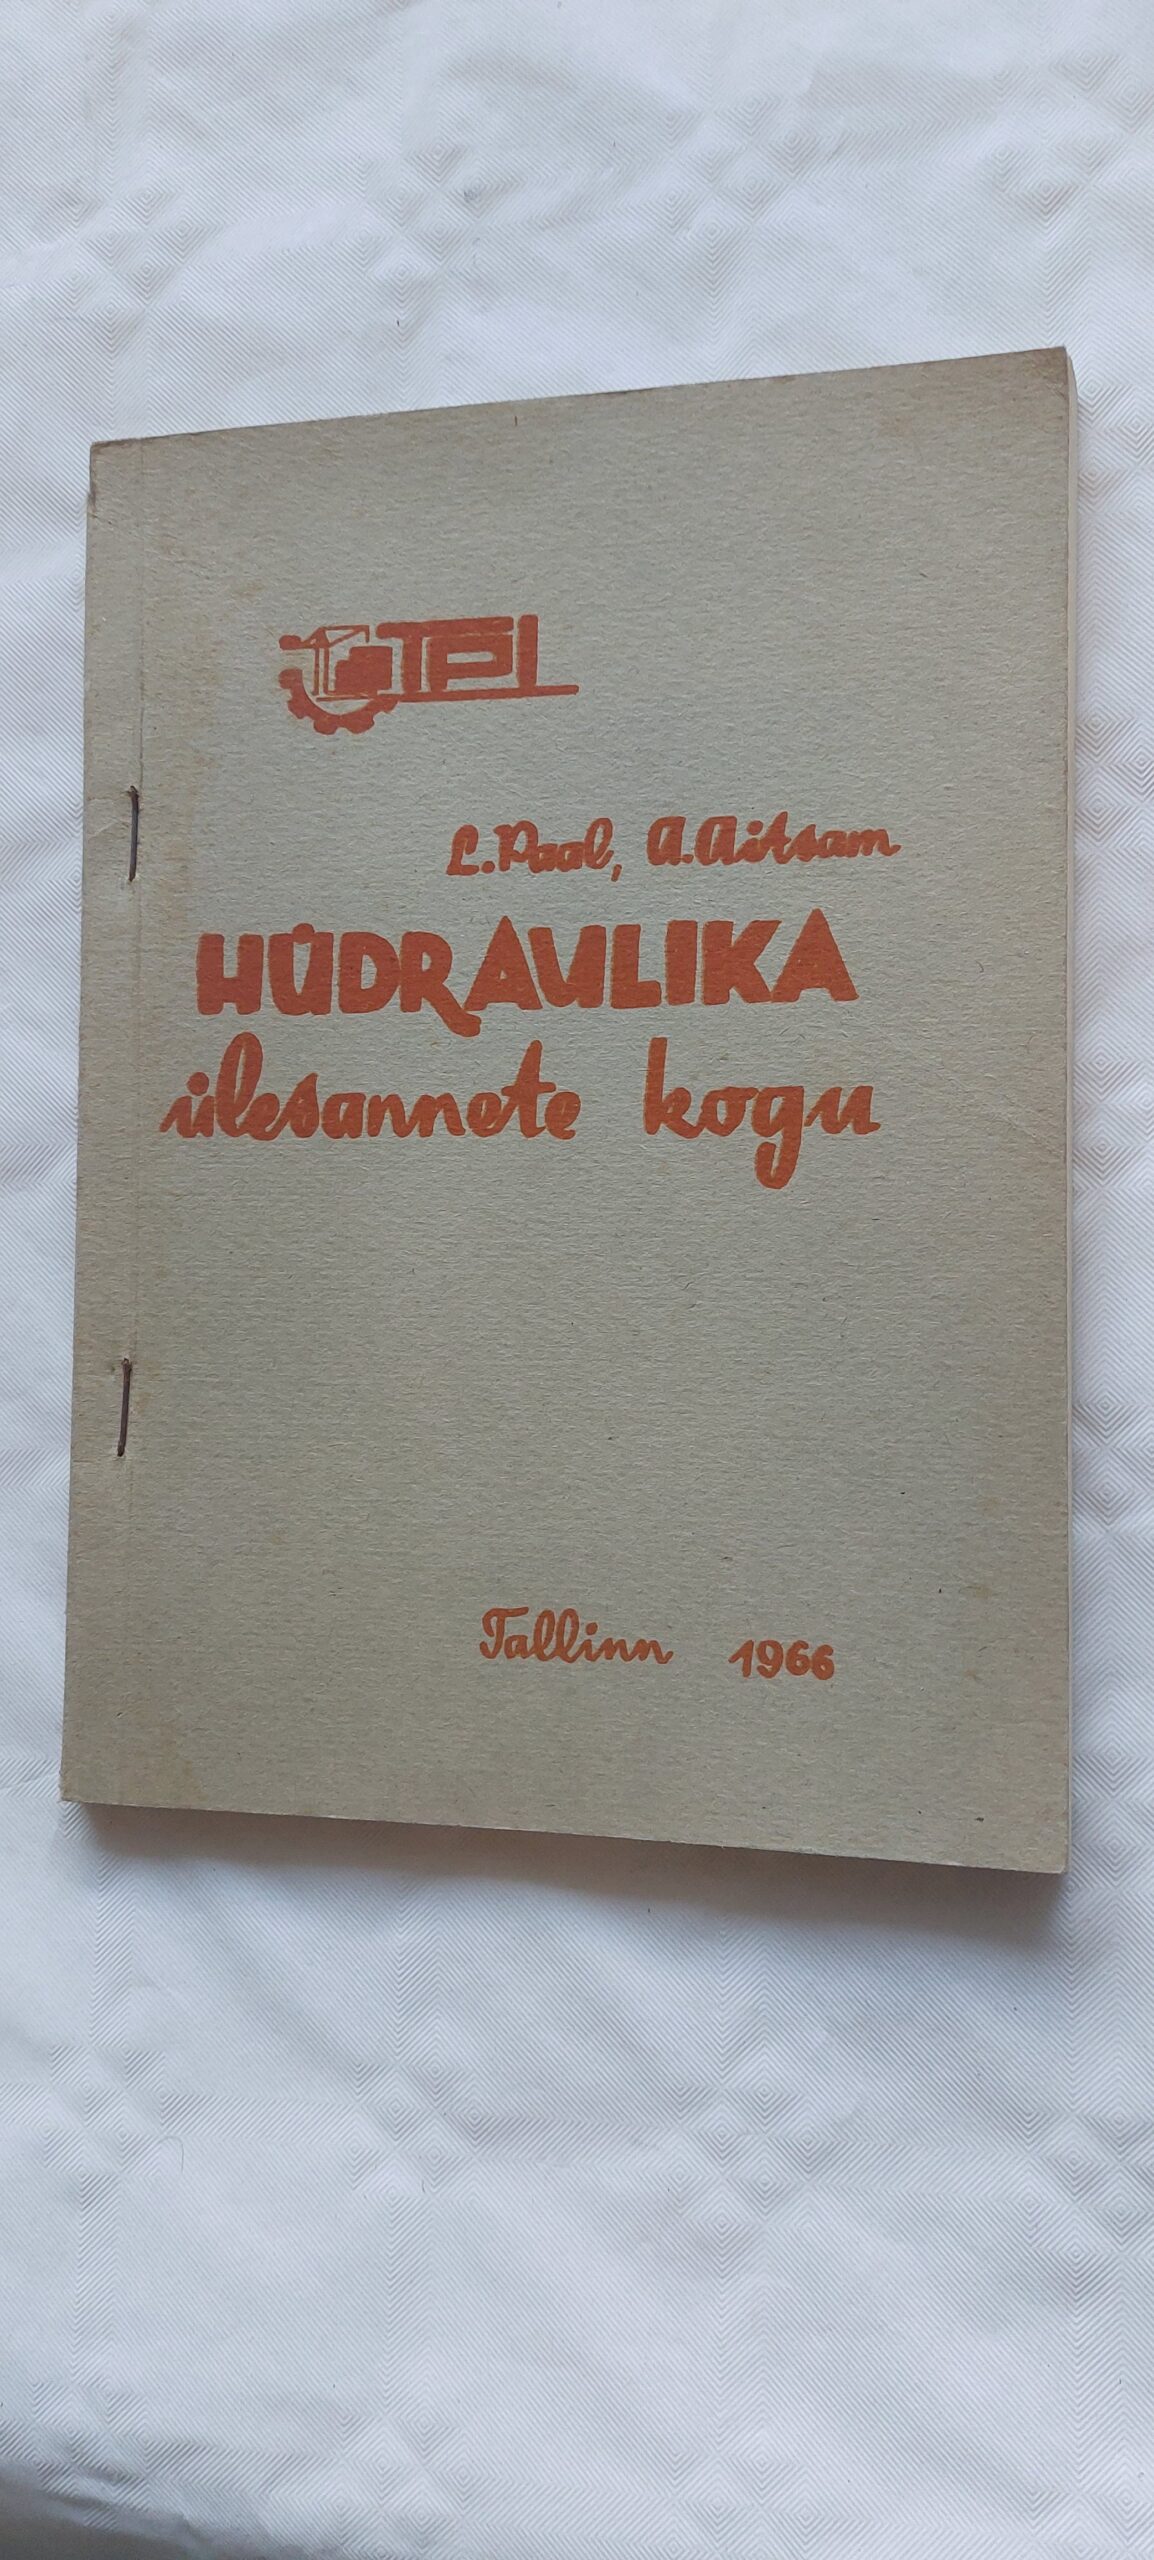 TPI
L. Paal, A. Aitsam
HÜDRAULIKA
ülesannete kogu
Tallinn 1966